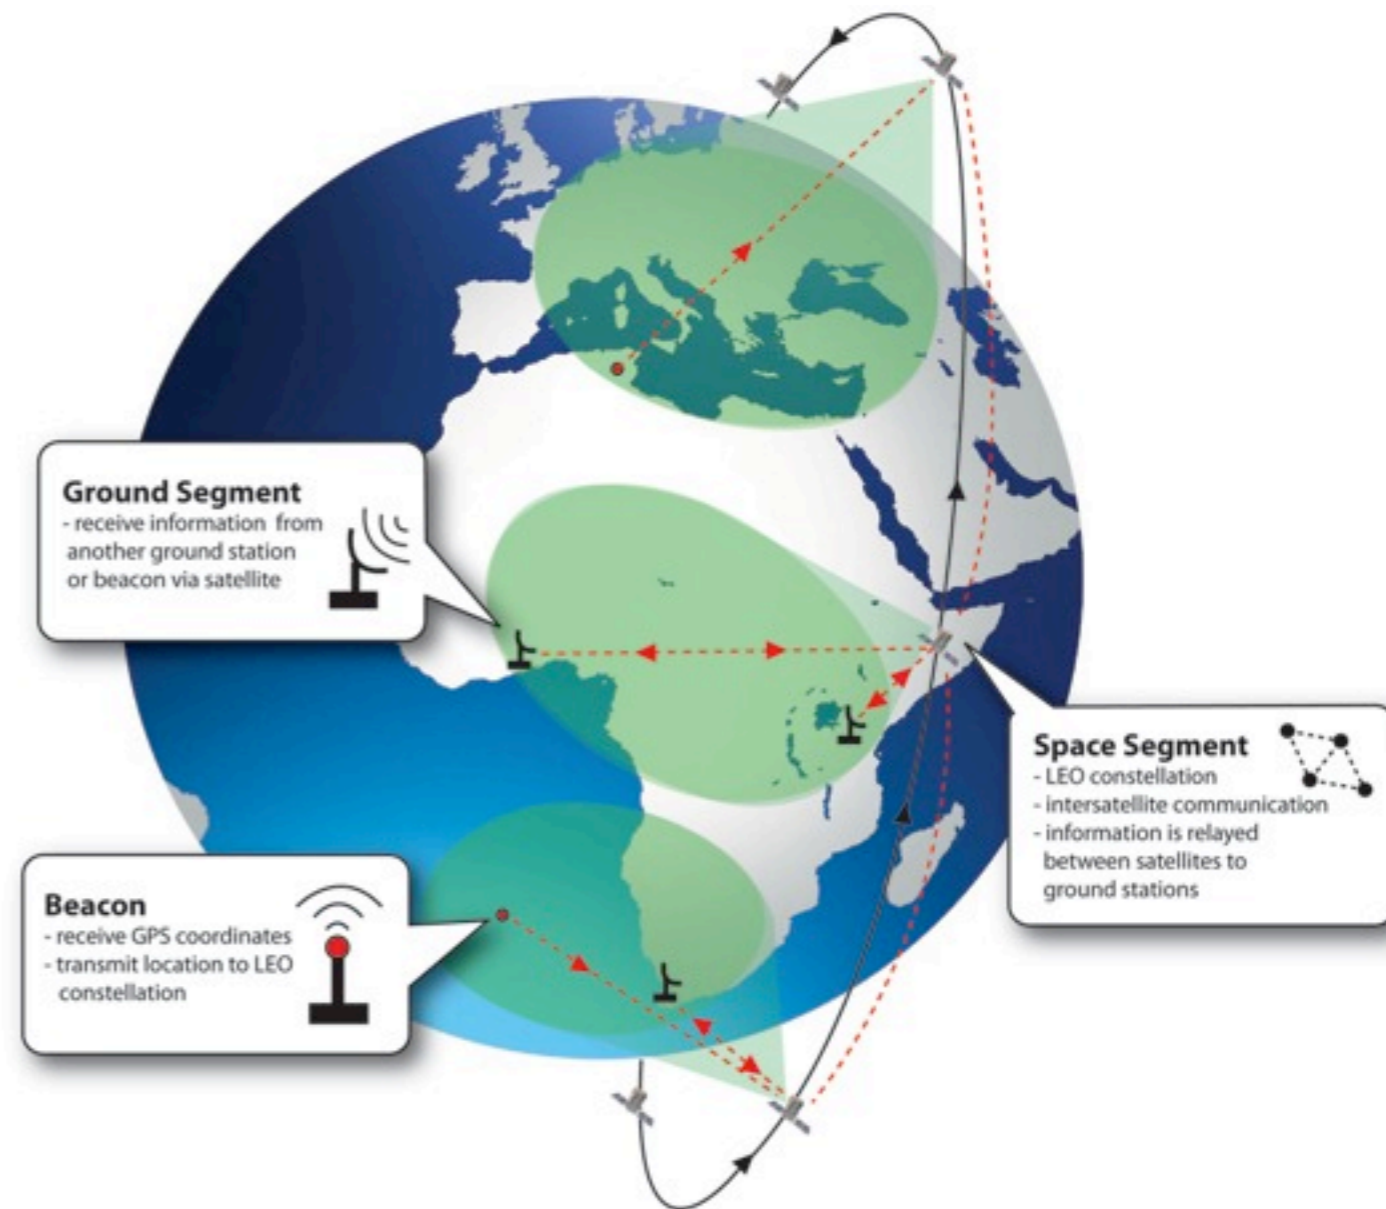 Ground Segment
- receive information from
another ground station
or beacon via satellite
Space Segment
- LEO constellation
- intersatellite communication
- information is relayed
between satellites to
ground stations
Beacon
- receive GPS coordinates
- transmit location to LEO
constellation